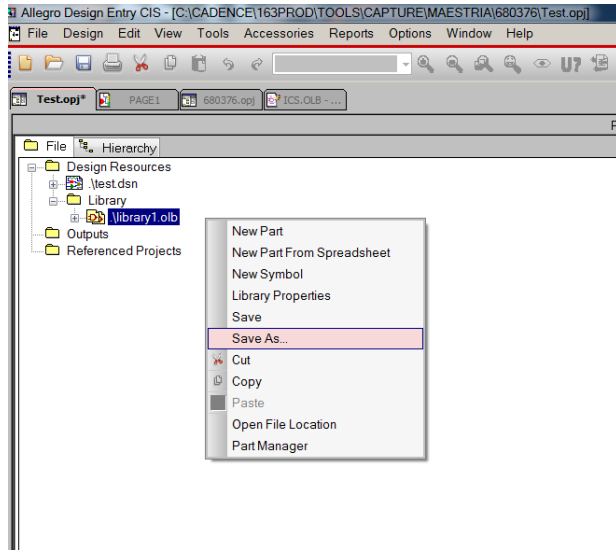 Allegro Design Entry CIS - [C:\CADENCE\163PROD\TOOLS\CAPTURE\MAESTRIA\680376\Test.opj]
File Design Edit View Tools Accessories Reports Options Window Help
U?
Test.opj* PAGE1 680376.opj ICS.OLB - ...
File Hierarchy
Design Resources
.\test.dsn
Library
.\library1.olb
Outputs
Referenced Projects
New Part
New Part From Spreadsheet
New Symbol
Library Properties
Save
Save As...
Cut
Copy
Paste
Open File Location
Part Manager